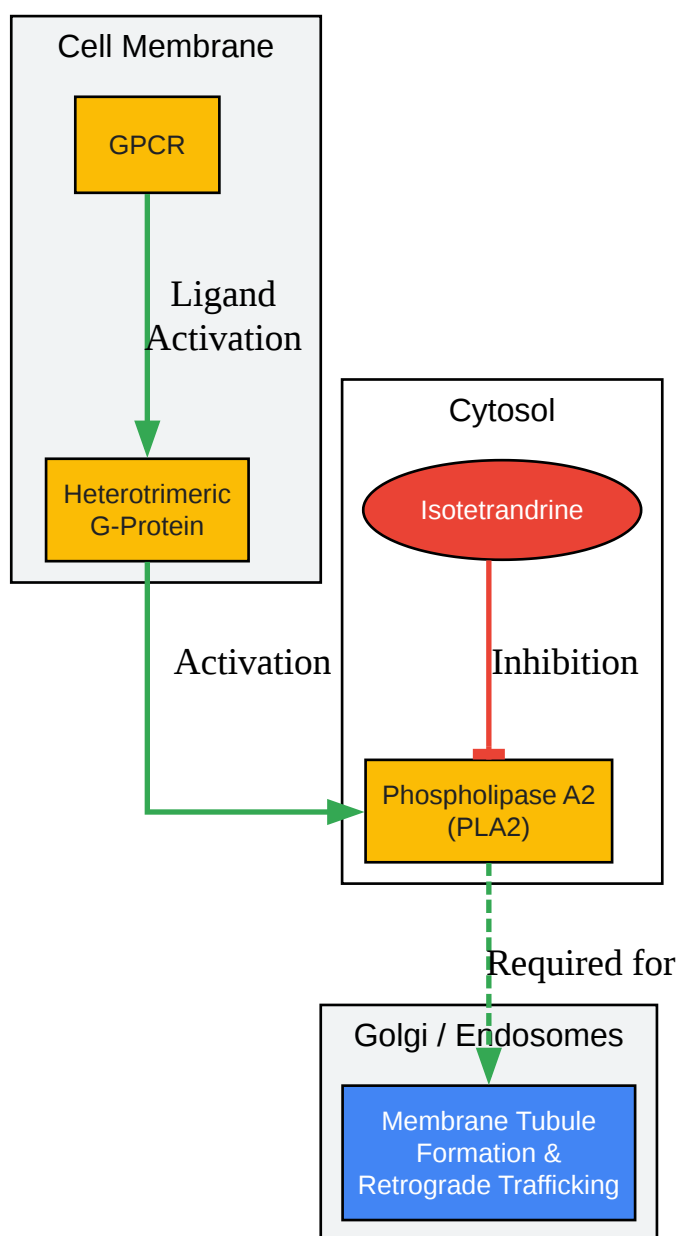 Cell Membrane
GPCR
Ligand
Activation
Heterotrimeric
G-Protein
Cytosol
Isotetrandrine
Activation
Inhibition
Phospholipase A2
(PLA2)
Required for
Golgi / Endosomes
Membrane Tubule
Formation &
Retrograde Trafficking